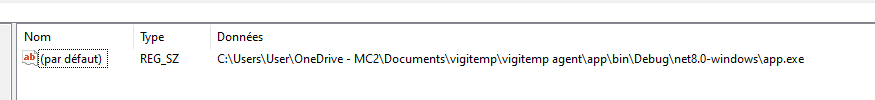 Nom Type Données
ab (par défaut) REG_SZ C:\Users\User\OneDrive - MC2\Documents\vigitemp\vigitemp agent\app\bin\Debug\net8.0-windows\app.exe